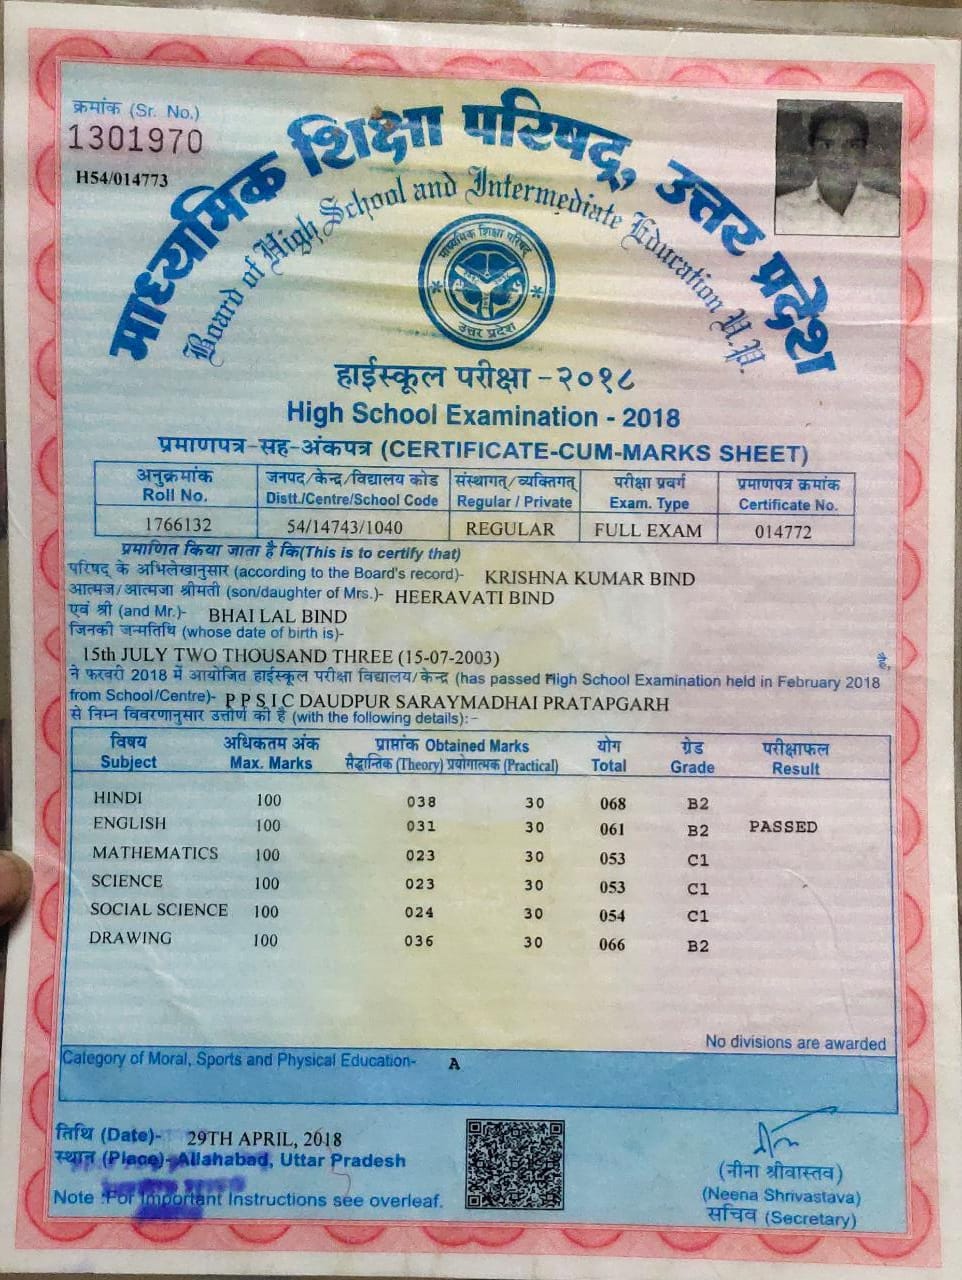 क्रमांक (Sr. No.)
1301970
H54/014773
माध्यमिक शिक्षा परिषद्, उत्तर प्रदेश
Board of High School and Intermediate Education U.P.
माध्यमिक शिक्षा परिषद
उत्तर प्रदेश
हाईस्कूल परीक्षा - २०१८
High School Examination - 2018
प्रमाणपत्र-सह-अंकपत्र (CERTIFICATE-CUM-MARKS SHEET)
अनुक्रमांक जनपद/केन्द्र/विद्यालय कोड संस्थागत्/व्यक्तिगत् परीक्षा प्रवर्ग प्रमाणपत्र क्रमांक
Roll No. Distt./Centre/School Code Regular / Private Exam. Type Certificate No.
1766132 54/14743/1040 REGULAR FULL EXAM 014772
प्रमाणित किया जाता है कि(This is to certify that)
परिषद के अभिलेखानुसार (according to the Board's record)- KRISHNA KUMAR BIND
आत्मज/आत्मजा श्रीमती (son/daughter of Mrs.)- HEERAVATI BIND
एवं श्री (and Mr.)- BHAI LAL BIND
जिनकी जन्मतिथि (whose date of birth is)-
15th JULY TWO THOUSAND THREE (15-07-2003) है,
ने फरवरी 2018 में आयोजित हाईस्कूल परीक्षा विद्यालय/केन्द्र (has passed High School Examination held in February 2018
from School/Centre)- P P S I C DAUDPUR SARAYMADHAI PRATAPGARH
से निम्न विवरणानुसार उत्तीर्ण की है (with the following details):-
विषय अधिकतम अंक प्राप्तांक Obtained Marks योग ग्रेड परीक्षाफल
Subject Max. Marks सैद्धान्तिक (Theory) प्रयोगात्मक (Practical) Total Grade Result
HINDI 100 038 30 068 B2
ENGLISH 100 031 30 061 B2 PASSED
MATHEMATICS 100 023 30 053 C1
SCIENCE 100 023 30 053 C1
SOCIAL SCIENCE 100 024 30 054 C1
DRAWING 100 036 30 066 B2
No divisions are awarded
Category of Moral, Sports and Physical Education- A
तिथि (Date)- 29TH APRIL, 2018
स्थान (Place)- Allahabad, Uttar Pradesh
Note :For Important Instructions see overleaf.
(नीना श्रीवास्तव)
(Neena Shrivastava)
सचिव (Secretary)